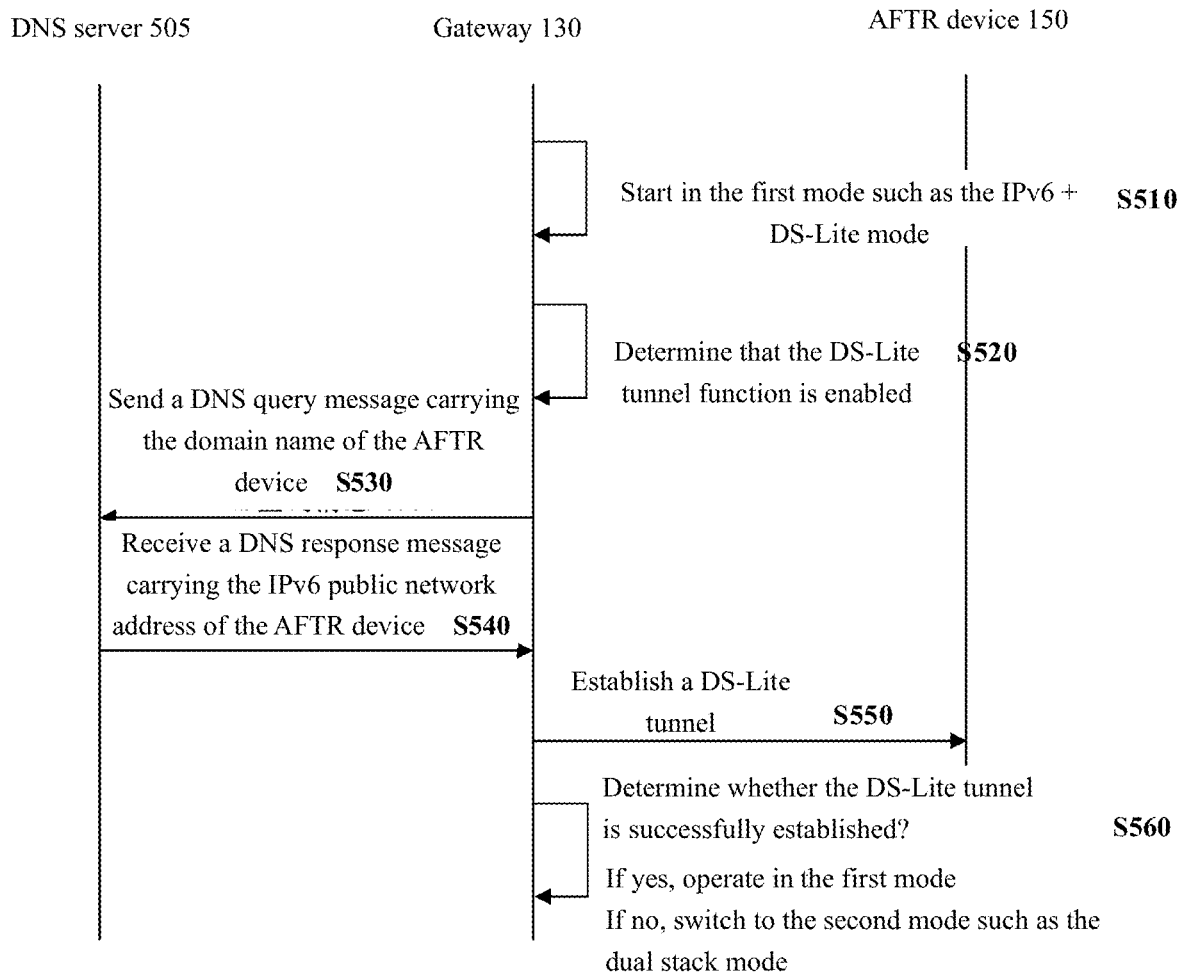 DNS server 505
Gateway 130
AFTR device 150
Start in the first mode such as the IPv6 +
DS-Lite mode
S510
Determine that the DS-Lite
tunnel function is enabled
S520
Send a DNS query message carrying
the domain name of the AFTR
device S530
Receive a DNS response message
carrying the IPv6 public network
address of the AFTR device S540
Establish a DS-Lite
tunnel
S550
Determine whether the DS-Lite tunnel
is successfully established?
S560
If yes, operate in the first mode
If no, switch to the second mode such as the
dual stack mode